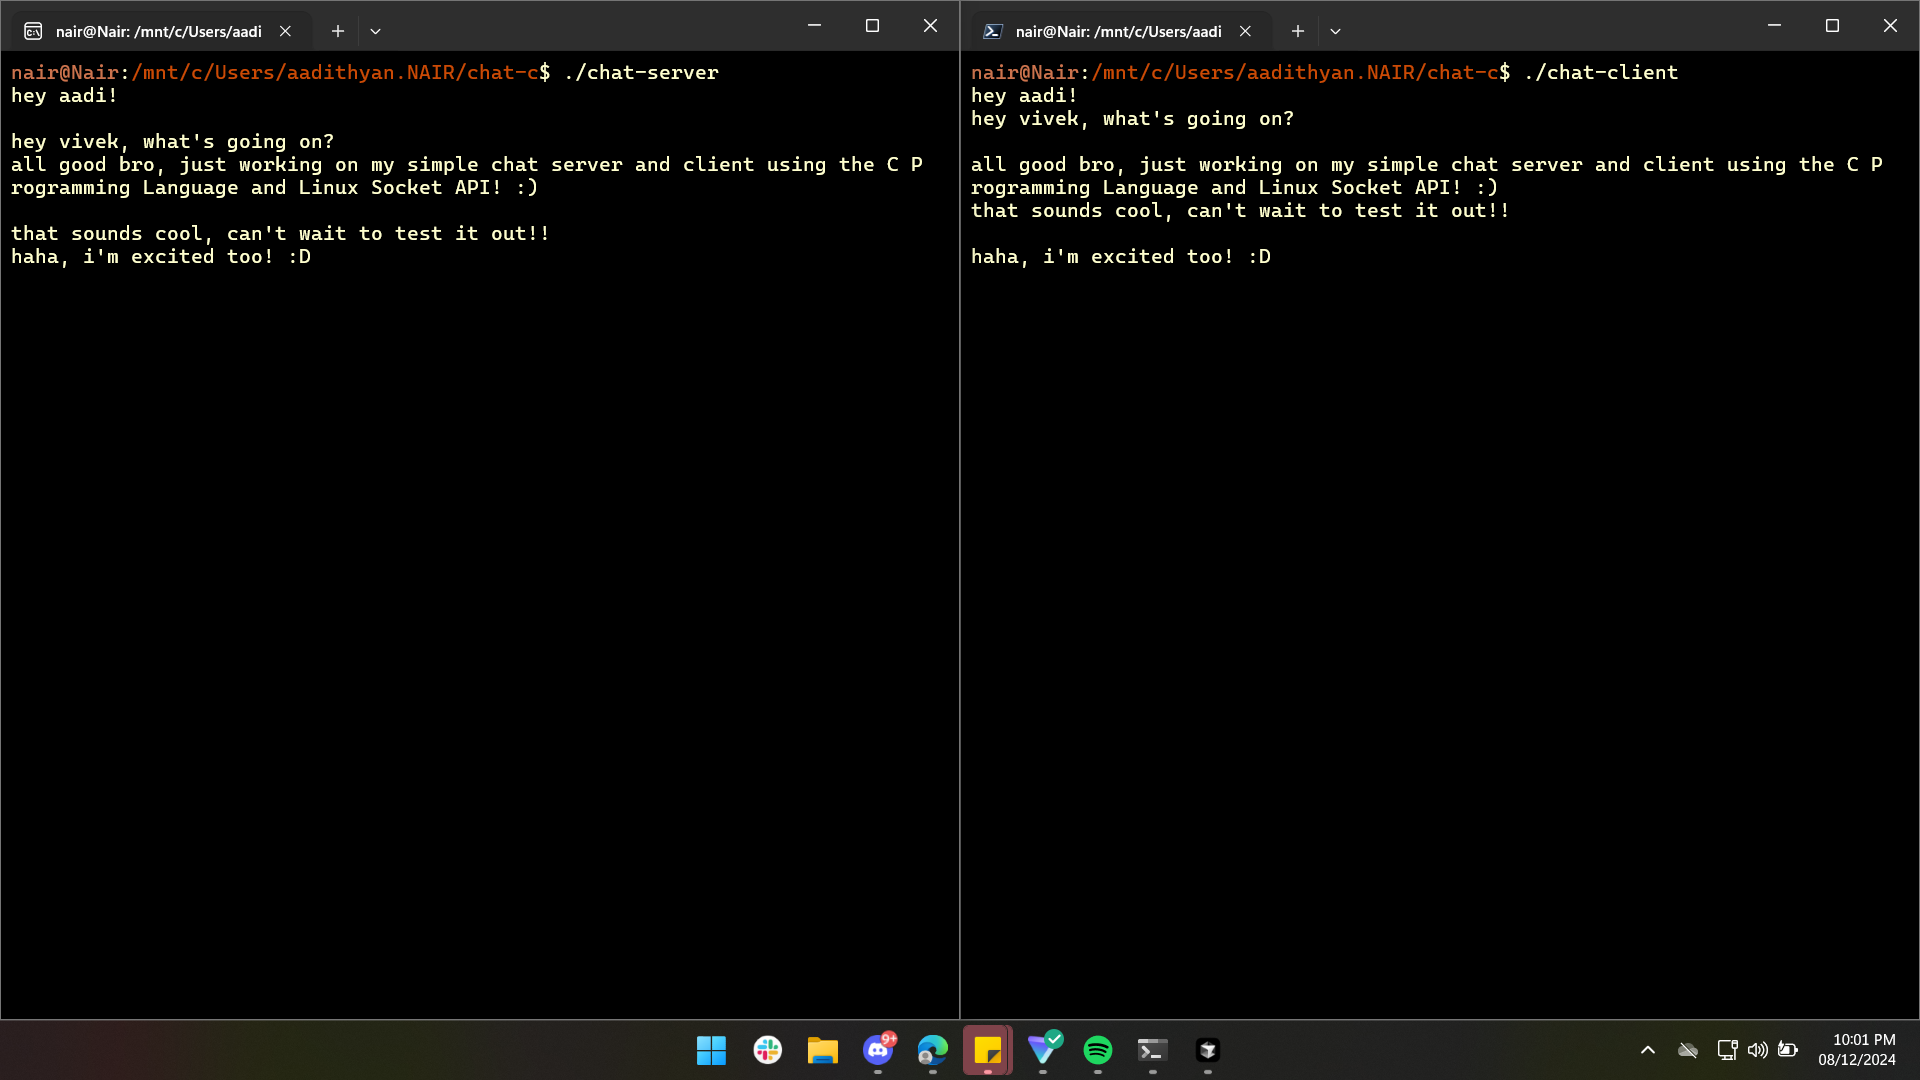 nair@Nair: /mnt/c/Users/aadi
nair@Nair:/mnt/c/Users/aadithyan.NAIR/chat-c$ ./chat-server
hey aadi!
hey vivek, what's going on?
all good bro, just working on my simple chat server and client using the C P
rogramming Language and Linux Socket API! :)
that sounds cool, can't wait to test it out!!
haha, i'm excited too! :D
nair@Nair: /mnt/c/Users/aadi
nair@Nair:/mnt/c/Users/aadithyan.NAIR/chat-c$ ./chat-client
hey aadi!
hey vivek, what's going on?
all good bro, just working on my simple chat server and client using the C P
rogramming Language and Linux Socket API! :)
that sounds cool, can't wait to test it out!!
haha, i'm excited too! :D
9+
10:01 PM
08/12/2024